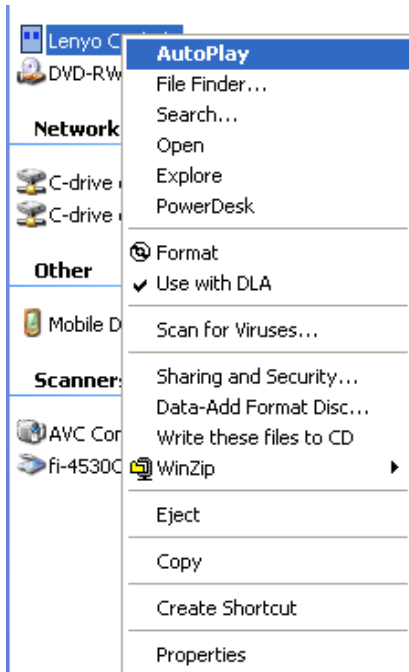 Lenyo C
AutoPlay
DVD-RW
File Finder...
Search...
Network
Open
C-drive
Explore
C-drive
PowerDesk
Format
Other
Use with DLA
Mobile D
Scan for Viruses...
Scanners
Sharing and Security...
Data-Add Format Disc...
AVC Con
Write these files to CD
fi-4530C
WinZip
Eject
Copy
Create Shortcut
Properties